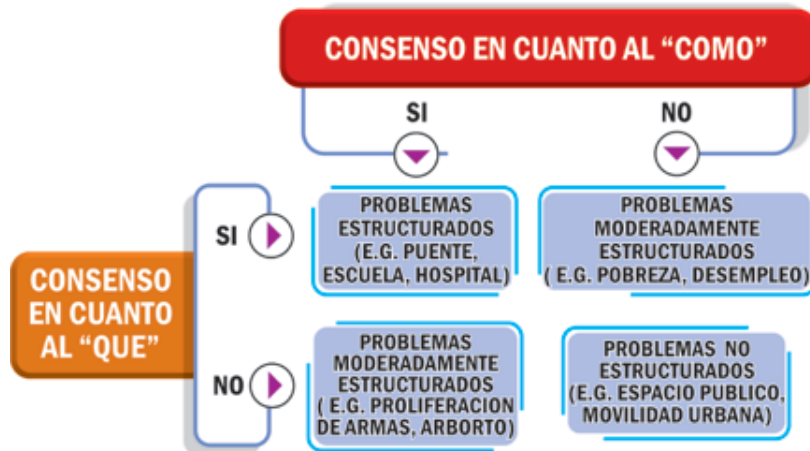 CONSENSO EN CUANTO AL “COMO”
SI
NO
SI
PROBLEMAS
ESTRUCTURADOS
(E.G. PUENTE,
ESCUELA, HOSPITAL)
PROBLEMAS
MODERADAMENTE
ESTRUCTURADOS
( E.G. POBREZA, DESEMPLEO)
CONSENSO
EN CUANTO
AL “QUE”
NO
PROBLEMAS
MODERADAMENTE
ESTRUCTURADOS
( E.G. PROLIFERACION
DE ARMAS, ARBORTO)
PROBLEMAS NO
ESTRUCTURADOS
(E.G. ESPACIO PUBLICO,
MOVILIDAD URBANA)